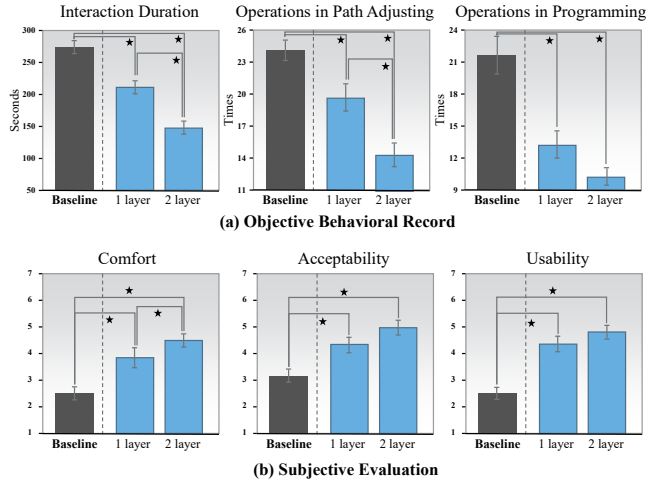 Interaction Duration
Operations in Path Adjusting
Operations in Programming
Seconds
300
250
200
150
100
50
Baseline
1 layer
2 layer
Times
26
23
20
17
14
11
Baseline
1 layer
2 layer
Times
24
21
18
15
12
9
Baseline
1 layer
2 layer
(a) Objective Behavioral Record
Comfort
Acceptability
Usability
7
6
5
4
3
2
1
Baseline
1 layer
2 layer
7
6
5
4
3
2
1
Baseline
1 layer
2 layer
7
6
5
4
3
2
1
Baseline
1 layer
2 layer
(b) Subjective Evaluation